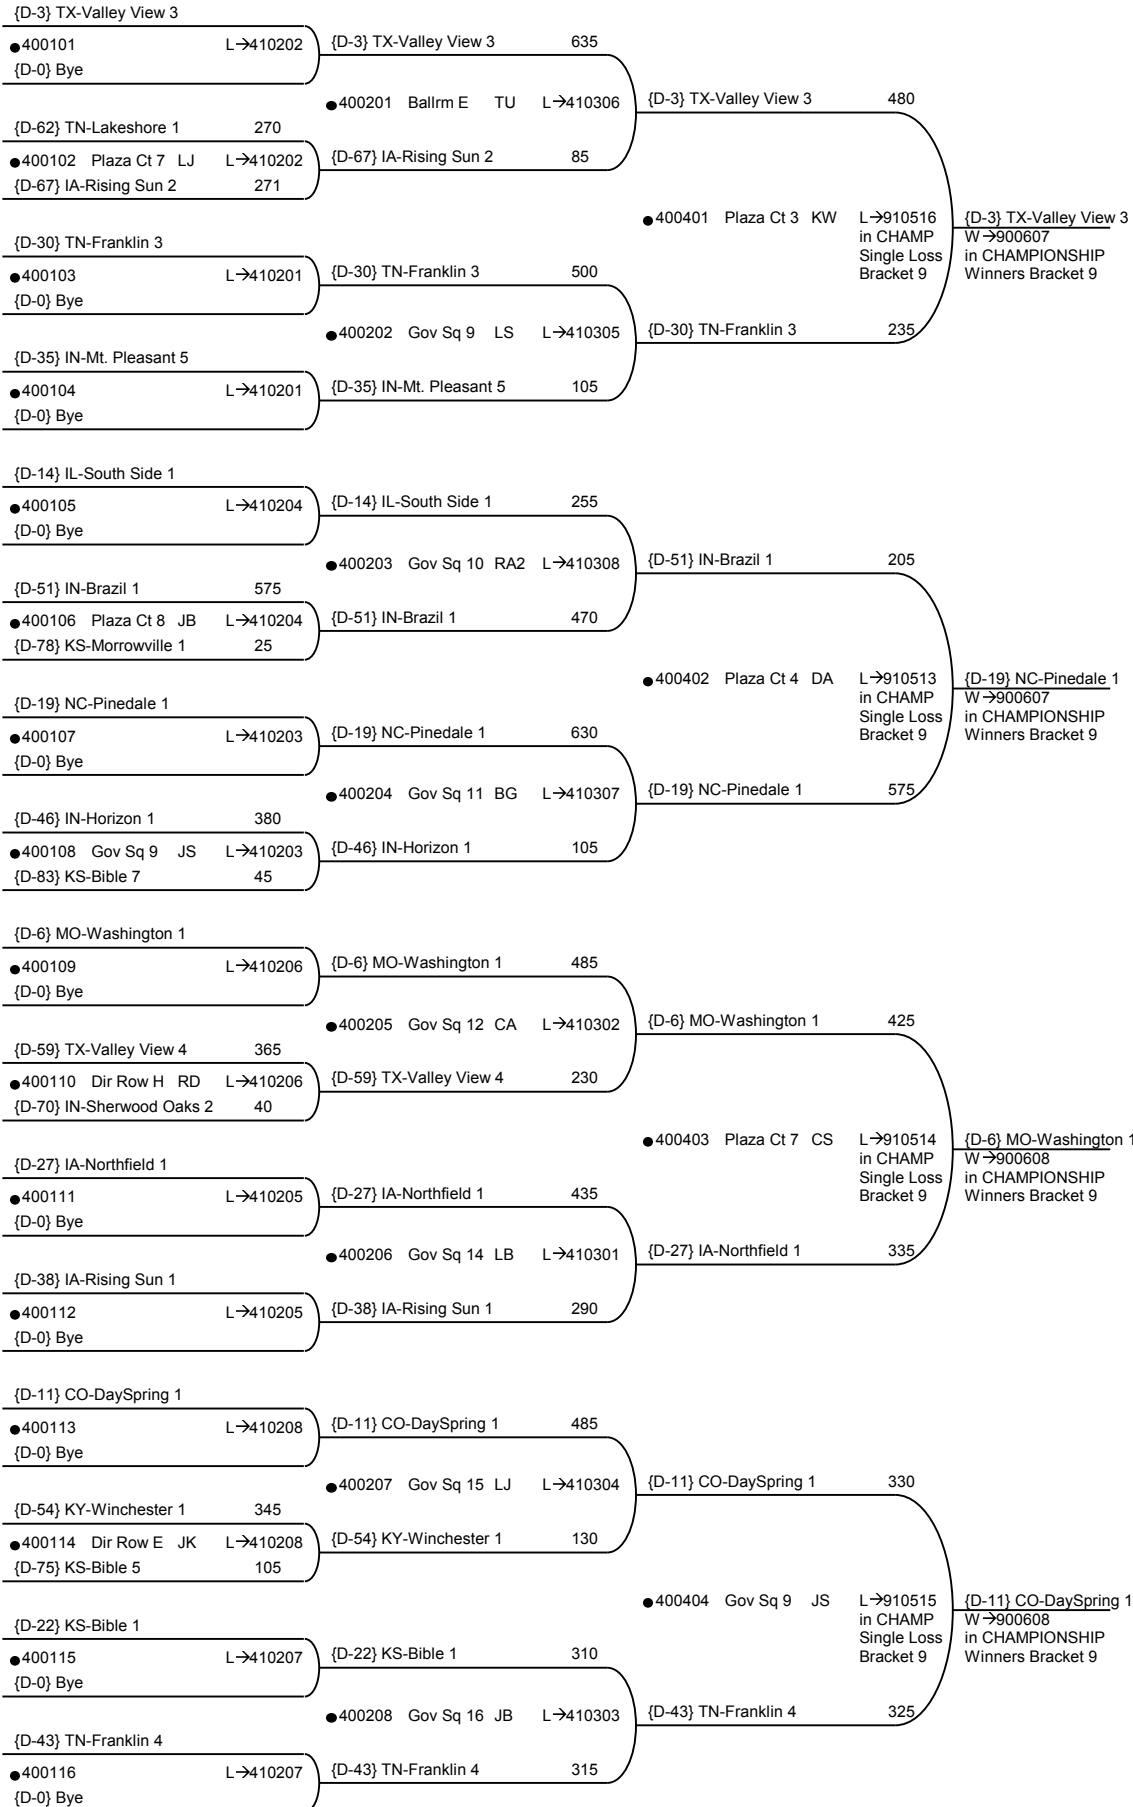 {D-3} TX-Valley View 3
●400101 L→410202
{D-0} Bye
{D-62} TN-Lakeshore 1 270
●400102 Plaza Ct 7 LJ L→410202
{D-67} IA-Rising Sun 2 271
{D-30} TN-Franklin 3
●400103 L→410201
{D-0} Bye
{D-35} IN-Mt. Pleasant 5
●400104 L→410201
{D-0} Bye
{D-14} IL-South Side 1
●400105 L→410204
{D-0} Bye
{D-51} IN-Brazil 1 575
●400106 Plaza Ct 8 JB L→410204
{D-78} KS-Morrowville 1 25
{D-19} NC-Pinedale 1
●400107 L→410203
{D-0} Bye
{D-46} IN-Horizon 1 380
●400108 Gov Sq 9 JS L→410203
{D-83} KS-Bible 7 45
{D-6} MO-Washington 1
●400109 L→410206
{D-0} Bye
{D-59} TX-Valley View 4 365
●400110 Dir Row H RD L→410206
{D-70} IN-Sherwood Oaks 2 40
{D-27} IA-Northfield 1
●400111 L→410205
{D-0} Bye
{D-38} IA-Rising Sun 1
●400112 L→410205
{D-0} Bye
{D-11} CO-DaySpring 1
●400113 L→410208
{D-0} Bye
{D-54} KY-Winchester 1 345
●400114 Dir Row E JK L→410208
{D-75} KS-Bible 5 105
{D-22} KS-Bible 1
●400115 L→410207
{D-0} Bye
{D-43} TN-Franklin 4
●400116 L→410207
{D-0} Bye
{D-3} TX-Valley View 3 635
●400201 Ballrm E TU L→410306
{D-67} IA-Rising Sun 2 85
{D-30} TN-Franklin 3 500
●400202 Gov Sq 9 LS L→410305
{D-35} IN-Mt. Pleasant 5 105
{D-14} IL-South Side 1 255
●400203 Gov Sq 10 RA2 L→410308
{D-51} IN-Brazil 1 470
{D-19} NC-Pinedale 1 630
●400204 Gov Sq 11 BG L→410307
{D-46} IN-Horizon 1 105
{D-6} MO-Washington 1 485
●400205 Gov Sq 12 CA L→410302
{D-59} TX-Valley View 4 230
{D-27} IA-Northfield 1 435
●400206 Gov Sq 14 LB L→410301
{D-38} IA-Rising Sun 1 290
{D-11} CO-DaySpring 1 485
●400207 Gov Sq 15 LJ L→410304
{D-54} KY-Winchester 1 130
{D-22} KS-Bible 1 310
●400208 Gov Sq 16 JB L→410303
{D-43} TN-Franklin 4 315
{D-3} TX-Valley View 3 480
●400401 Plaza Ct 3 KW L→910516
in CHAMP
Single Loss
Bracket 9
{D-30} TN-Franklin 3 235
{D-51} IN-Brazil 1 205
●400402 Plaza Ct 4 DA L→910513
in CHAMP
Single Loss
Bracket 9
{D-19} NC-Pinedale 1 575
{D-6} MO-Washington 1 425
●400403 Plaza Ct 7 CS L→910514
in CHAMP
Single Loss
Bracket 9
{D-27} IA-Northfield 1 335
{D-11} CO-DaySpring 1 330
●400404 Gov Sq 9 JS L→910515
in CHAMP
Single Loss
Bracket 9
{D-43} TN-Franklin 4 325
{D-3} TX-Valley View 3
W→900607
in CHAMPIONSHIP
Winners Bracket 9
{D-19} NC-Pinedale 1
W→900607
in CHAMPIONSHIP
Winners Bracket 9
{D-6} MO-Washington 1
W→900608
in CHAMPIONSHIP
Winners Bracket 9
{D-11} CO-DaySpring 1
W→900608
in CHAMPIONSHIP
Winners Bracket 9